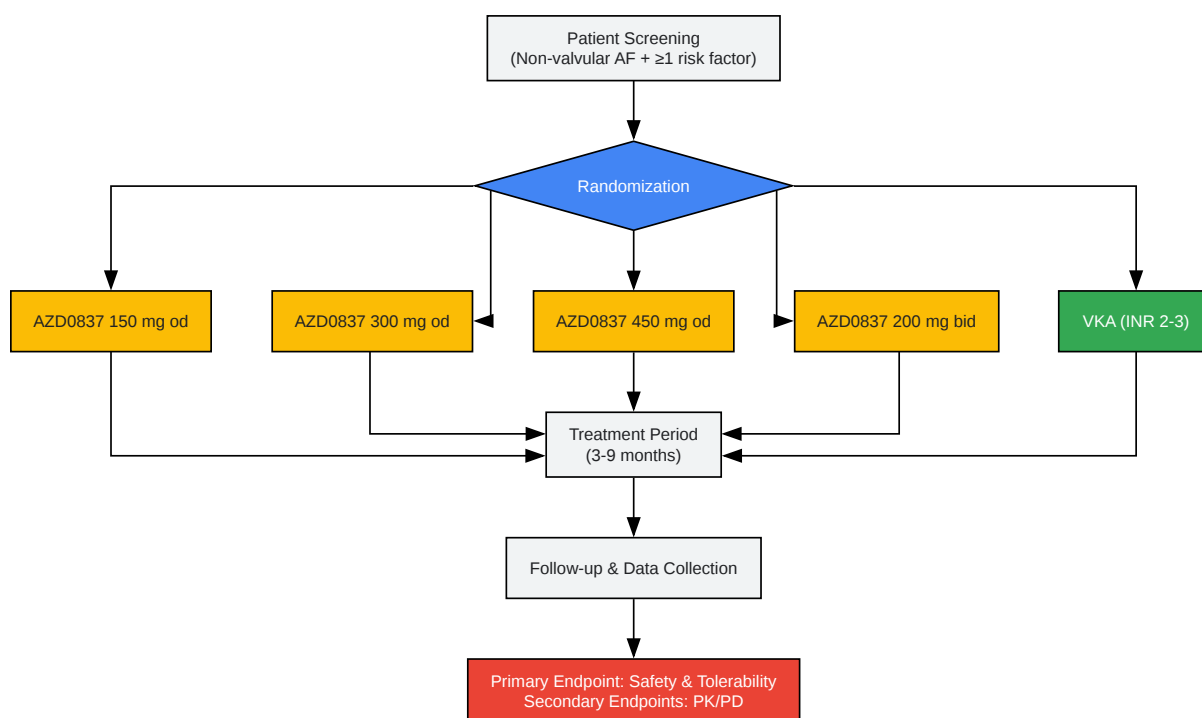 Patient Screening
(Non-valvular AF + ≥1 risk factor)
Randomization
AZD0837 150 mg od
AZD0837 300 mg od
AZD0837 450 mg od
AZD0837 200 mg bid
VKA (INR 2-3)
Treatment Period
(3-9 months)
Follow-up & Data Collection
Primary Endpoint: Safety & Tolerability
Secondary Endpoints: PK/PD